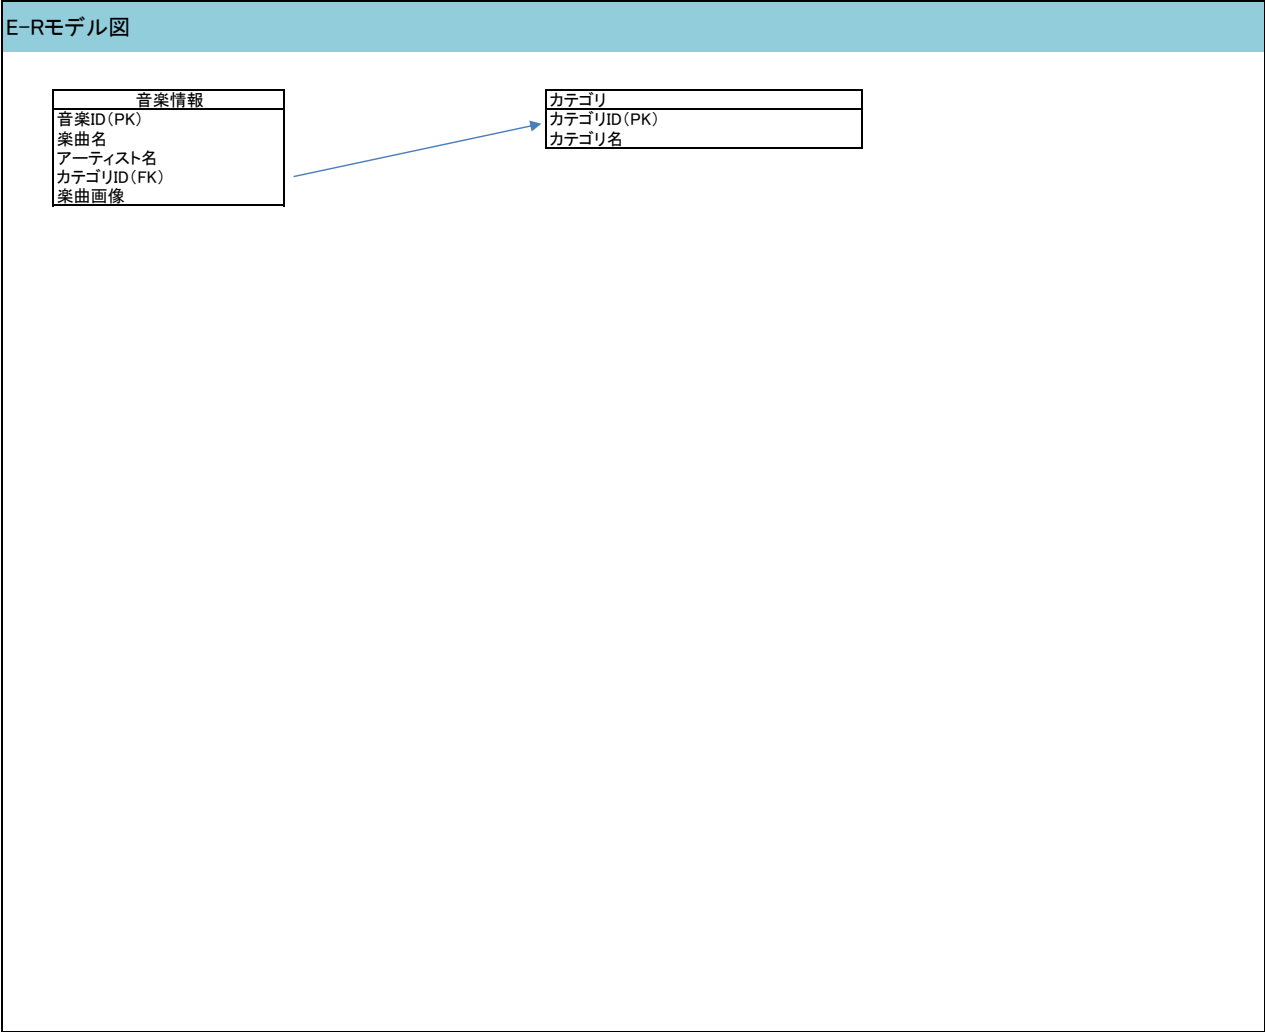 E-Rモデル図
音楽情報
音楽ID(PK)
楽曲名
アーティスト名
カテゴリID(FK)
楽曲画像
カテゴリ
カテゴリID(PK)
カテゴリ名